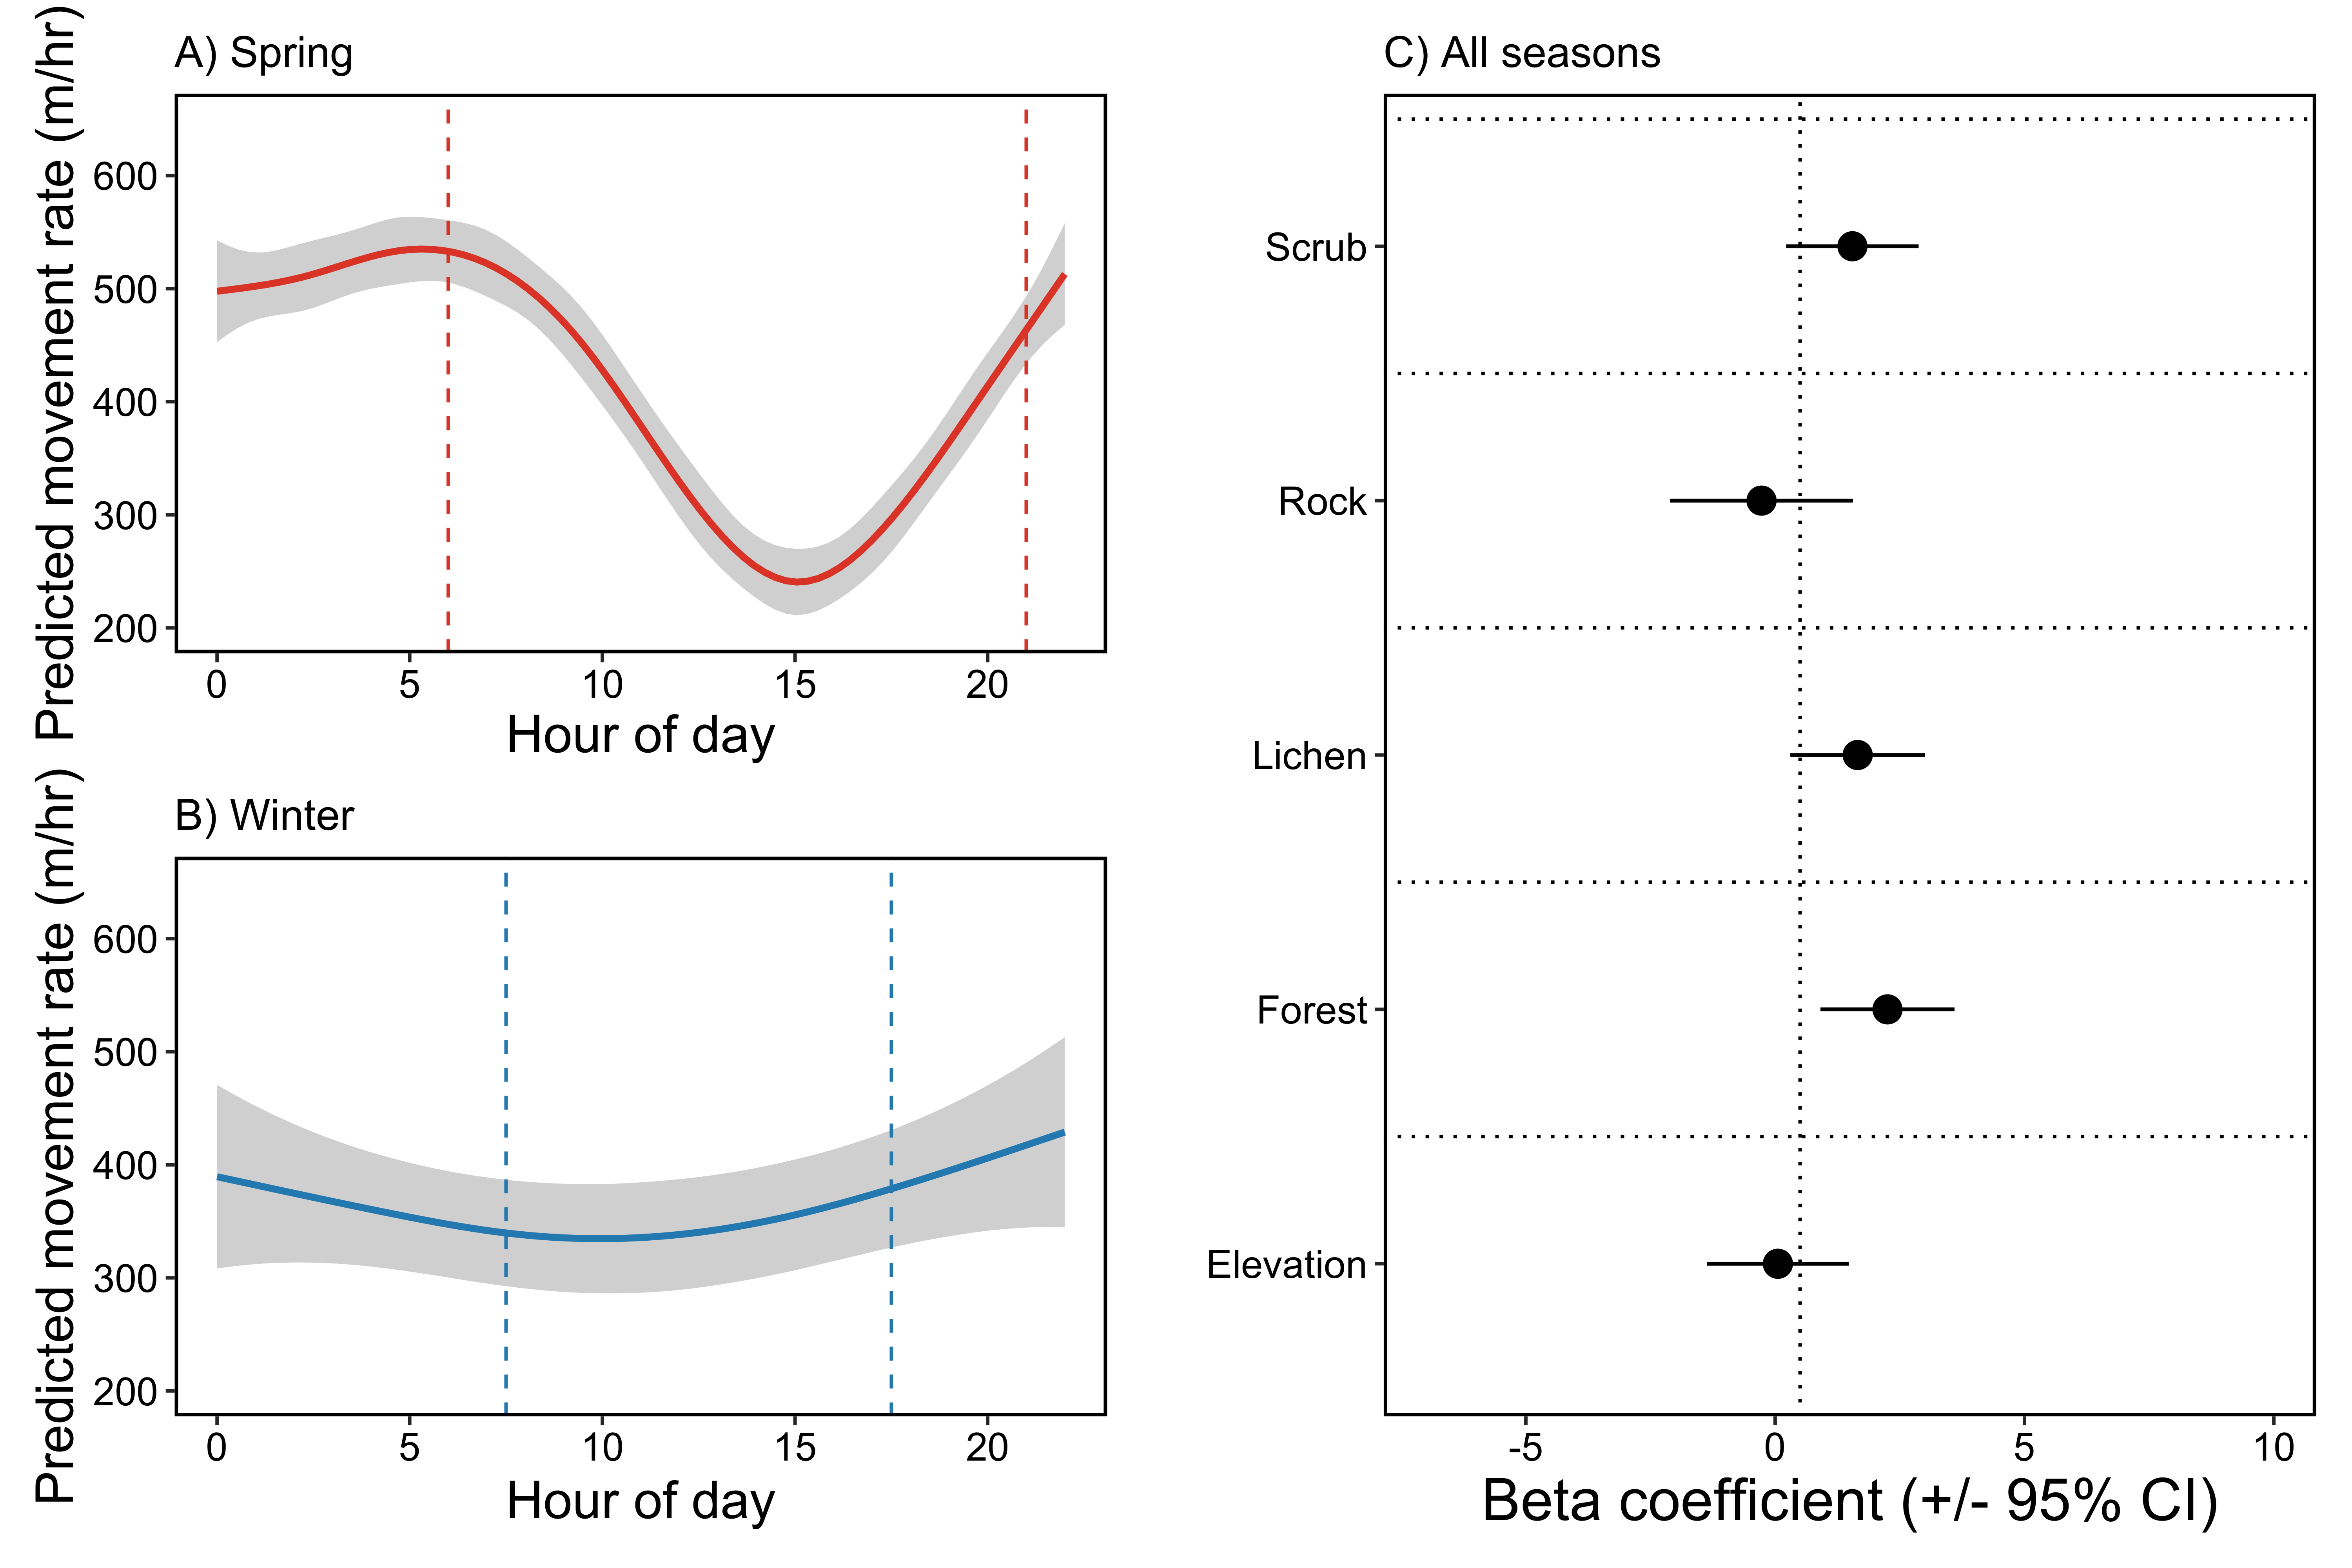 A) Spring
Predicted movement rate (m/hr)
600
500
400
300
200
0 5 10 15 20
Hour of day
B) Winter
Predicted movement rate (m/hr)
600
500
400
300
200
0 5 10 15 20
Hour of day
C) All seasons
Scrub
Rock
Lichen
Forest
Elevation
-5 0 5 10
Beta coefficient (+/- 95% CI)